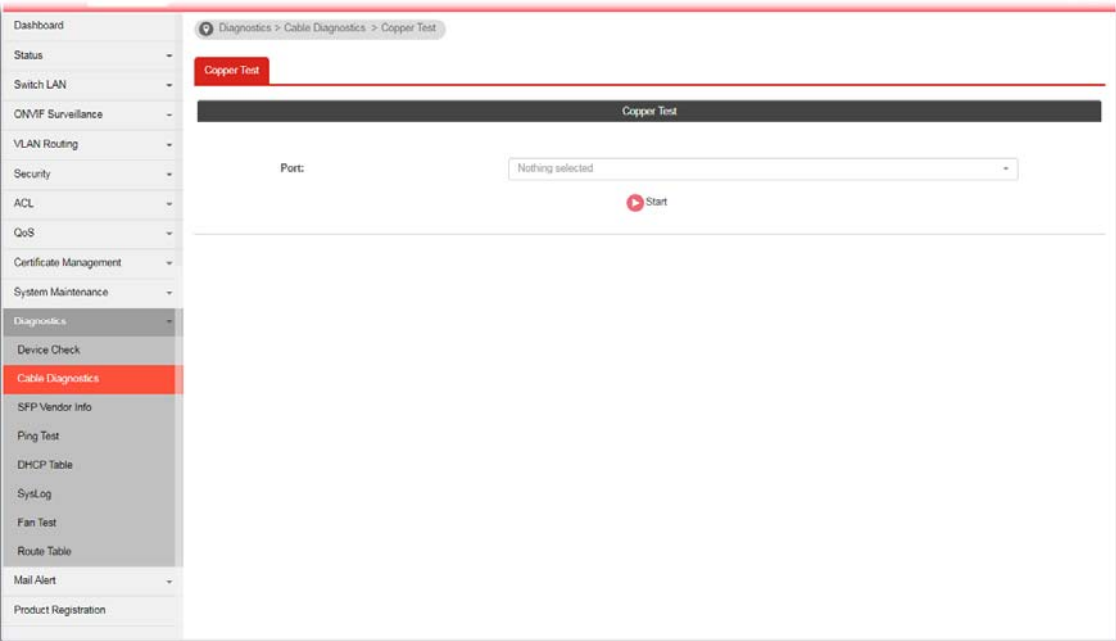 Dashboard
Status
Switch LAN
ONVIF Surveillance
VLAN Routing
Security
ACL
QoS
Certificate Management
System Maintenance
Diagnostics
Device Check
Cable Diagnostics
SFP Vendor Info
Ping Test
DHCP Table
SysLog
Fan Test
Route Table
Mail Alert
Product Registration
Diagnostics > Cable Diagnostics > Copper Test
Copper Test
Copper Test
Port: Nothing selected
Start